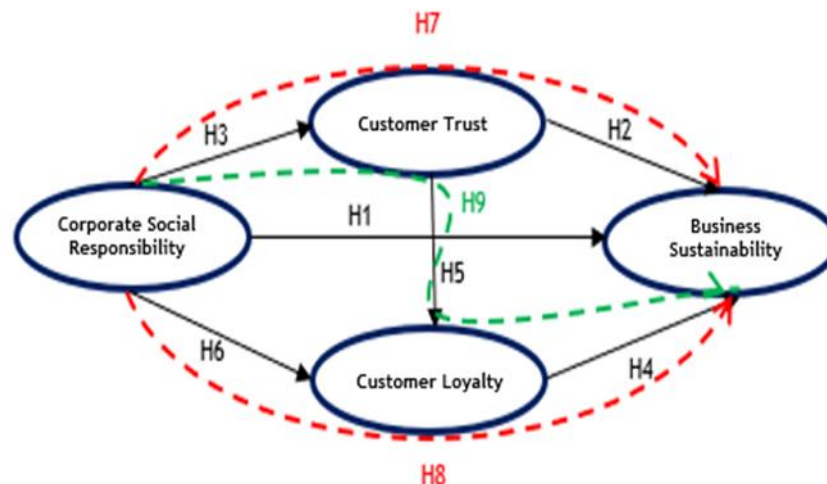 H7
Customer Trust
H3
H2
H9
Corporate Social
Responsibility
H1
Business
Sustainability
H5
H6
Customer Loyalty
H4
H8